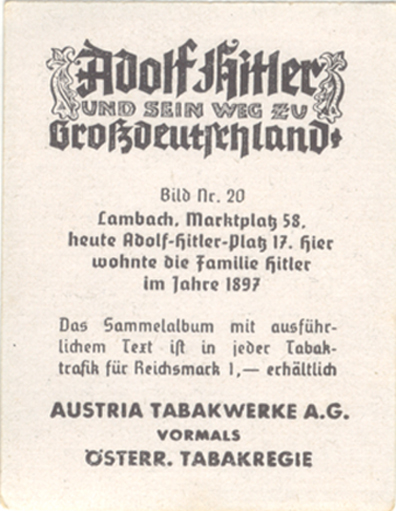 Adolf Hitler
UND SEIN WEG ZU
Großdeutschland
Bild Nr. 20
Lambach, Marktplatz 58,
heute Adolf-Hitler-Platz 17. Hier
wohnte die Familie Hitler
im Jahre 1897
Das Sammelalbum mit ausführ-
lichem Text ist in jeder Tabak-
trafik für Reichsmark 1,— erhältlich
AUSTRIA TABAKWERKE A.G.
VORMALS
ÖSTERR. TABAKREGIE